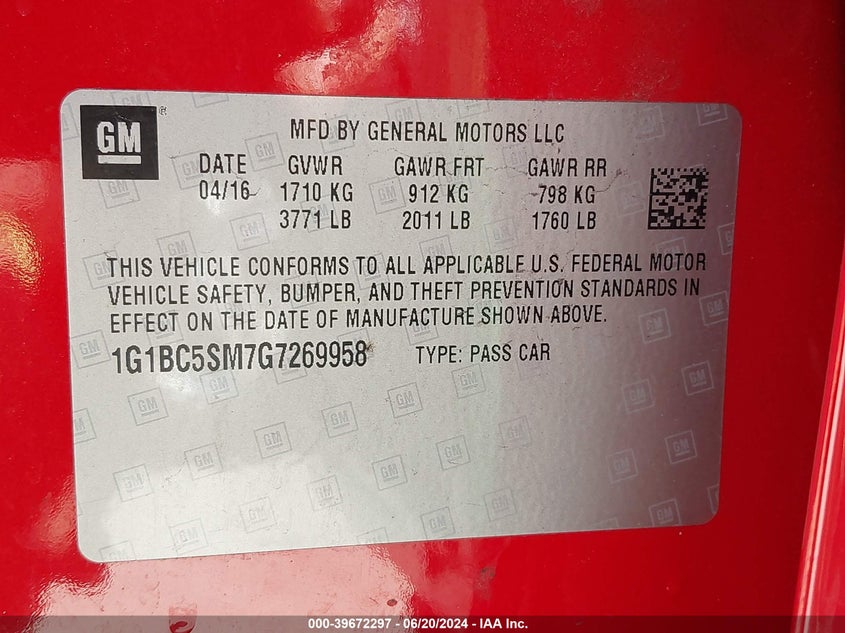 GM®
MFD BY GENERAL MOTORS LLC
DATE GVWR GAWR FRT GAWR RR
04/16 1710 KG 912 KG 798 KG
3771 LB 2011 LB 1760 LB
THIS VEHICLE CONFORMS TO ALL APPLICABLE U.S. FEDERAL MOTOR
VEHICLE SAFETY, BUMPER, AND THEFT PREVENTION STANDARDS IN
EFFECT ON THE DATE OF MANUFACTURE SHOWN ABOVE.
1G1BC5SM7G7269958 TYPE: PASS CAR
000-39672297 - 06/20/2024 - IAA Inc.